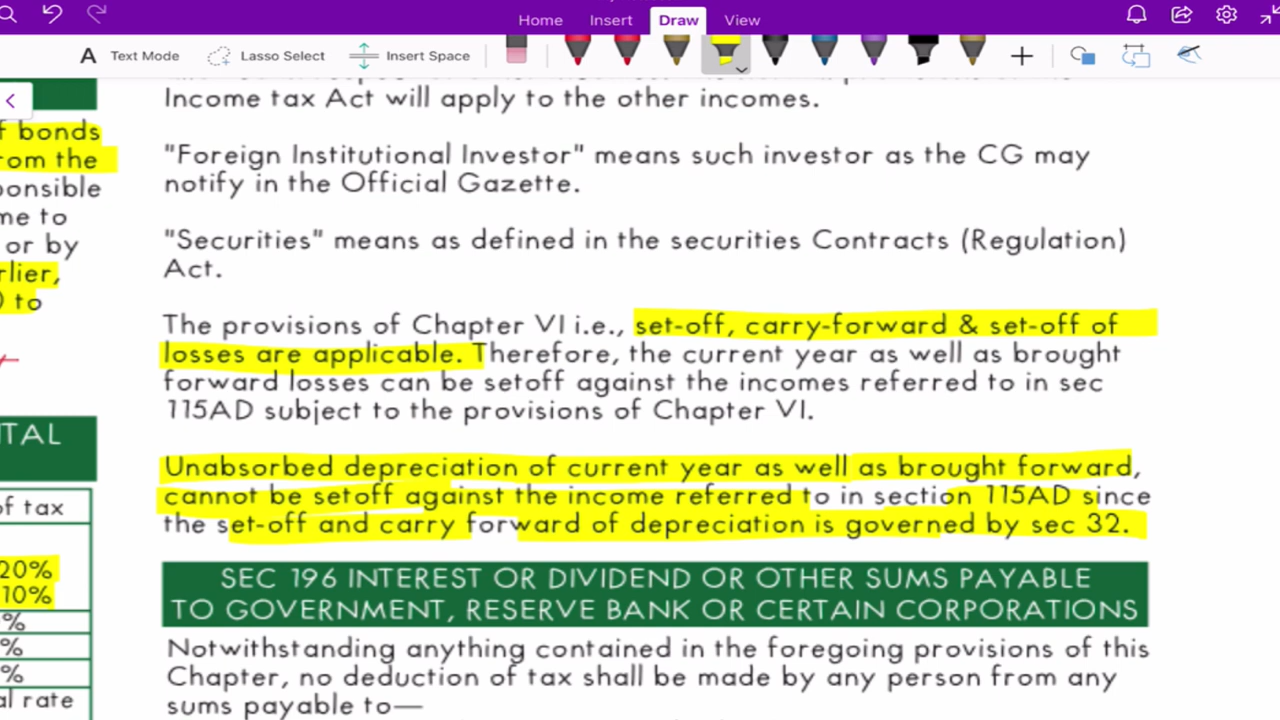 Home Insert Draw View
A Text Mode Lasso Select Insert Space
Income tax Act will apply to the other incomes.
"Foreign Institutional Investor" means such investor as the CG may
notify in the Official Gazette.
"Securities" means as defined in the securities Contracts (Regulation)
Act.
The provisions of Chapter VI i.e., set-off, carry-forward & set-off of
losses are applicable. Therefore, the current year as well as brought
forward losses can be setoff against the incomes referred to in sec
115AD subject to the provisions of Chapter VI.
Unabsorbed depreciation of current year as well as brought forward,
cannot be setoff against the income referred to in section 115AD since
the set-off and carry forward of depreciation is governed by sec 32.
SEC 196 INTEREST OR DIVIDEND OR OTHER SUMS PAYABLE
TO GOVERNMENT, RESERVE BANK OR CERTAIN CORPORATIONS
Notwithstanding anything contained in the foregoing provisions of this
Chapter, no deduction of tax shall be made by any person from any
sums payable to—
f bonds
rom the
ponsible
me to
or by
rlier,
) to
ITAL
of tax
20%
10%
%
%
%
al rate